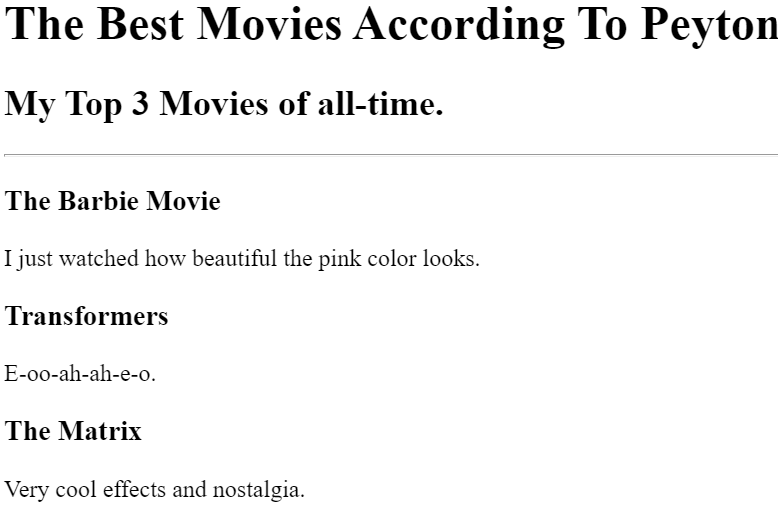 The Best Movies According To Peyton
My Top 3 Movies of all-time.
The Barbie Movie
I just watched how beautiful the pink color looks.
Transformers
E-oo-ah-ah-e-o.
The Matrix
Very cool effects and nostalgia.